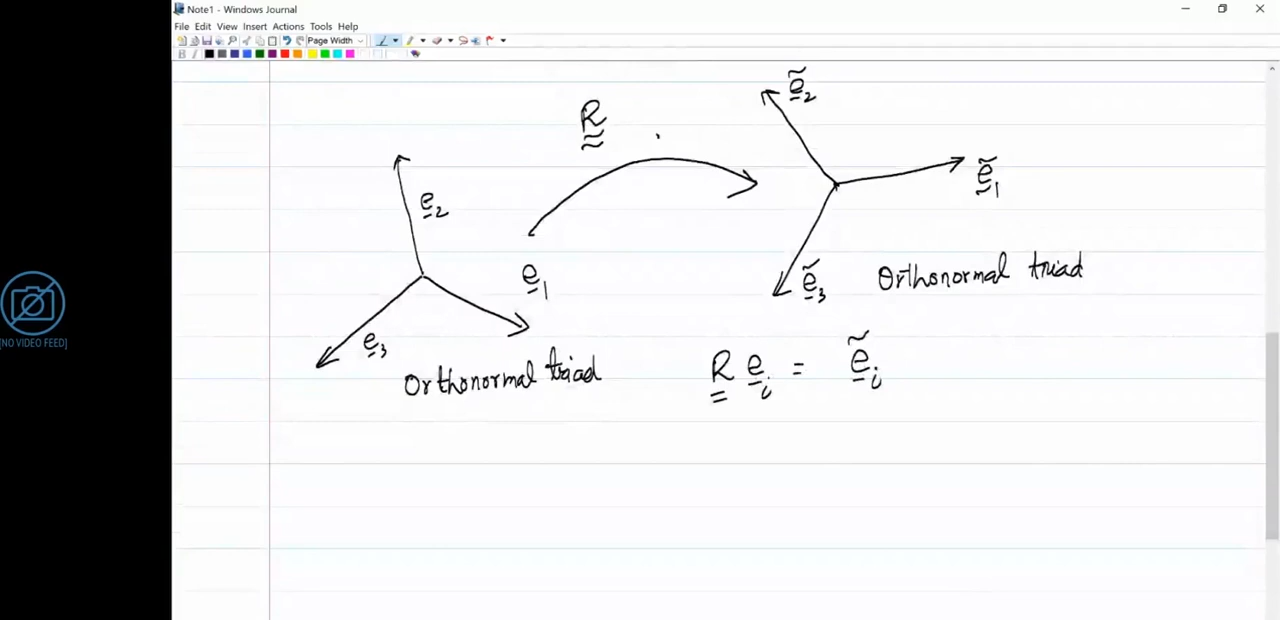 Note1 - Windows Journal
File Edit View Insert Actions Tools Help
Page Width
B I
R̰
ẽ₂
ẽ₁
e₂
e₁
ẽ₃ Orthonormal triad
[NO VIDEO FEED]
e₃
Orthonormal triad
R eᵢ = ẽᵢ